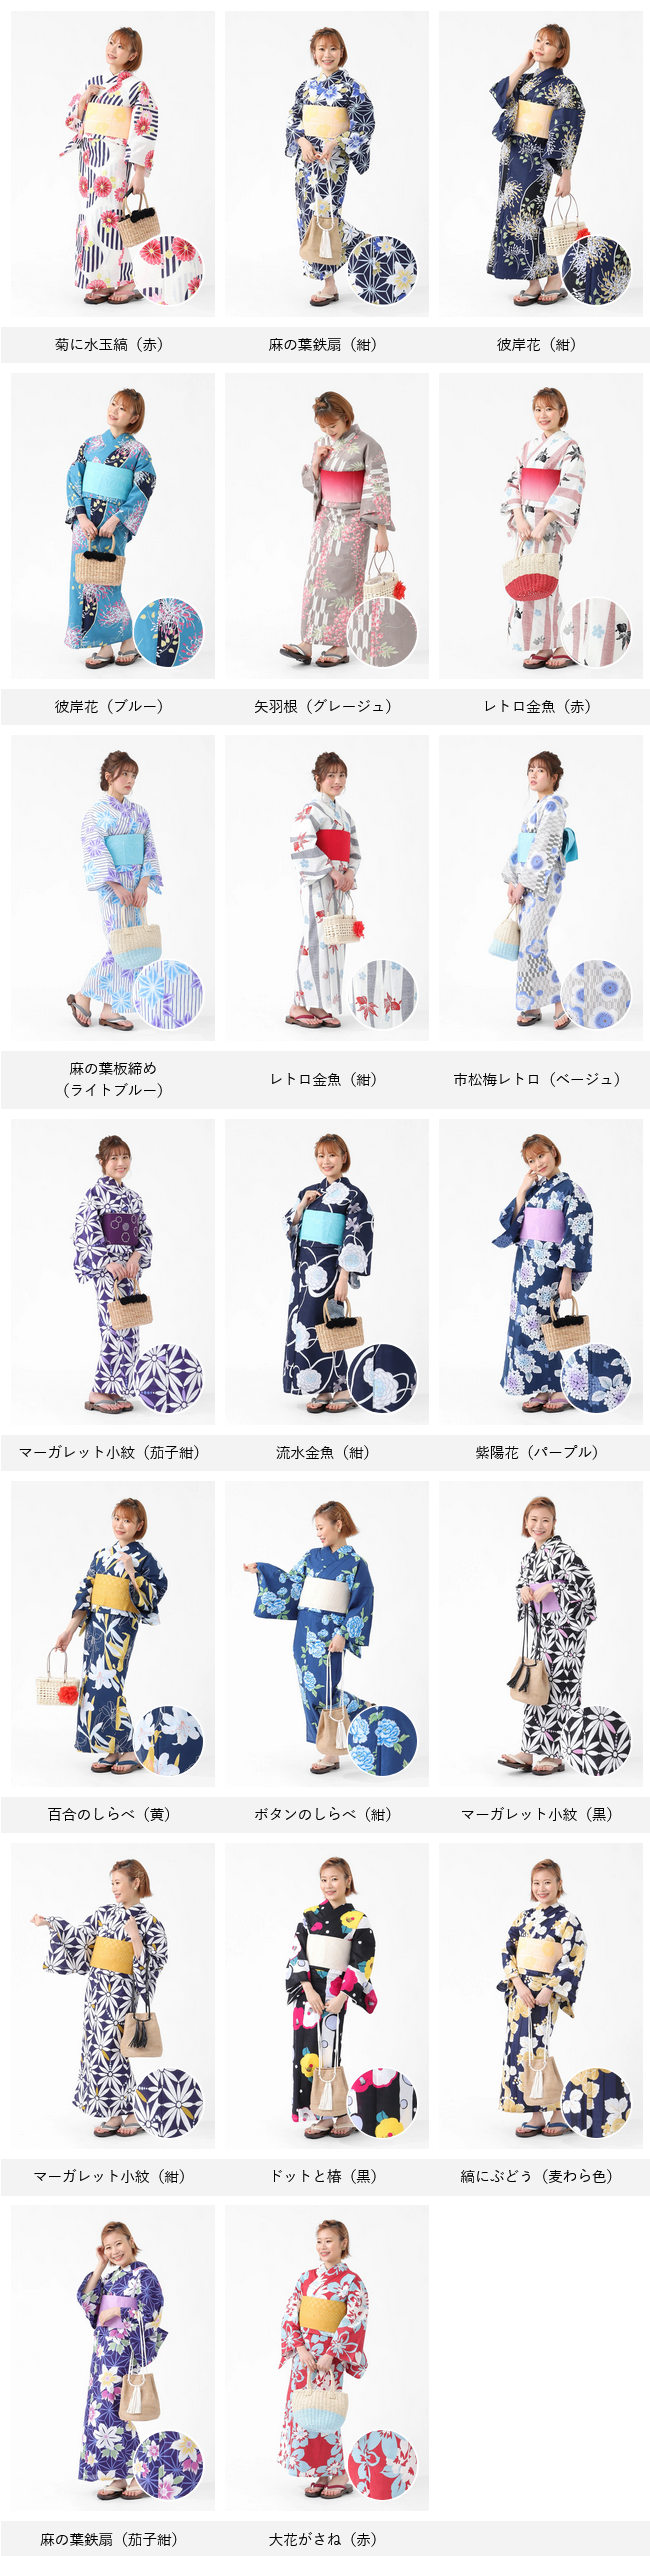 菊に水玉縞（赤）
麻の葉鉄扇（紺）
彼岸花（紺）
彼岸花（ブルー）
矢羽根（グレージュ）
レトロ金魚（赤）
麻の葉板締め
（ライトブルー）
レトロ金魚（紺）
市松梅レトロ（ベージュ）
マーガレット小紋（茄子紺）
流水金魚（紺）
紫陽花（パープル）
百合のしらべ（黄）
ボタンのしらべ（紺）
マーガレット小紋（黒）
マーガレット小紋（紺）
ドットと椿（黒）
縞にぶどう（麦わら色）
麻の葉鉄扇（茄子紺）
大花がさね（赤）